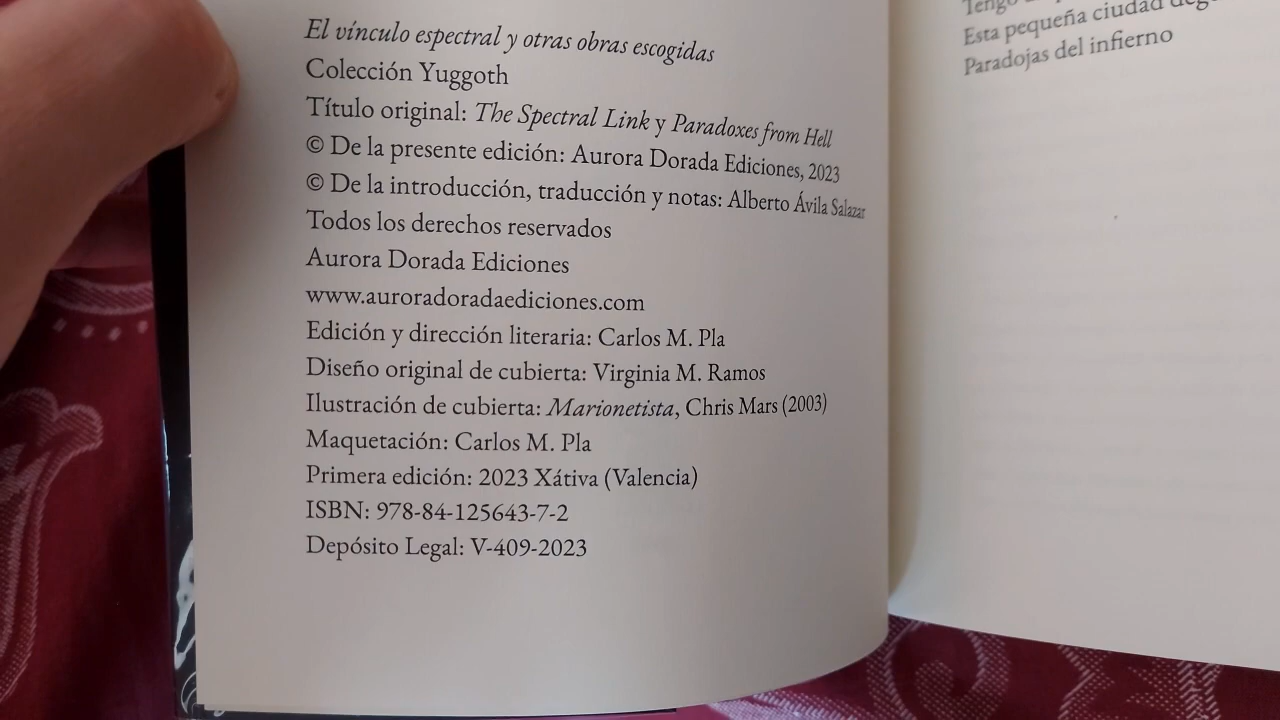 El vínculo espectral y otras obras escogidas
Colección Yuggoth
Título original: The Spectral Link y Paradoxes from Hell
© De la presente edición: Aurora Dorada Ediciones, 2023
© De la introducción, traducción y notas: Alberto Ávila Salazar
Todos los derechos reservados
Aurora Dorada Ediciones
www.auroradoradaediciones.com
Edición y dirección literaria: Carlos M. Pla
Diseño original de cubierta: Virginia M. Ramos
Ilustración de cubierta: Marionetista, Chris Mars (2003)
Maquetación: Carlos M. Pla
Primera edición: 2023 Xátiva (Valencia)
ISBN: 978-84-125643-7-2
Depósito Legal: V-409-2023
Tengo
Esta pequeña ciudad
Paradojas del infierno